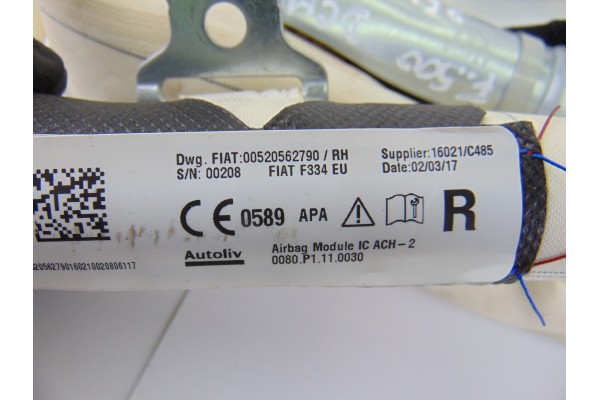 F.500
Dwg. FIAT:00520562790 / RH
Supplier:16021/C485
S/N: 00208 FIAT F334 EU
Date:02/03/17
CE 0589 APA R
Autoliv
Airbag Module IC ACH-2
0080.P1.11.0030